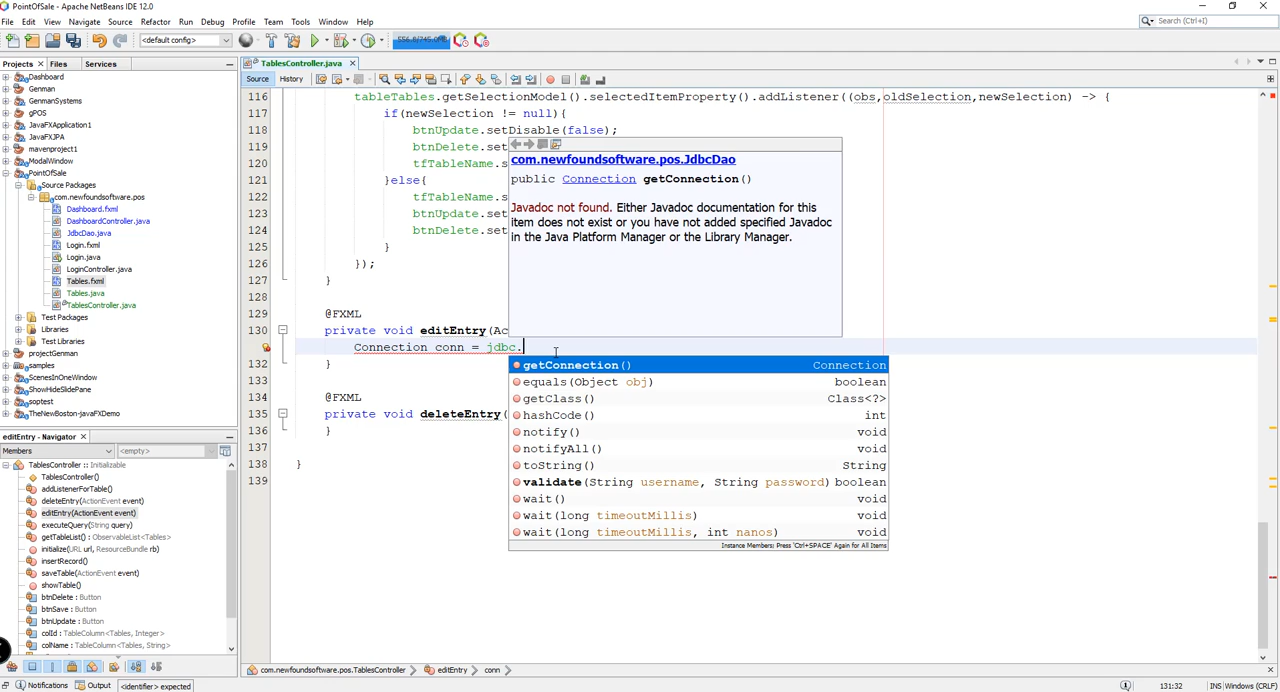 PointOfSale - Apache NetBeans IDE 12.0
File Edit View Navigate Source Refactor Run Debug Profile Team Tools Window Help
Search (Ctrl+I)
<default config>
Projects Files Services
TablesController.java
Source History
Dashboard
Genman
GenmanSystems
gPOS
JavaFXApplication1
JavaFXJPA
mavenproject1
ModalWindow
PointOfSale
Source Packages
com.newfoundsoftware.pos
Dashboard.fxml
DashboardController.java
JdbcDao.java
Login.fxml
Login.java
LoginController.java
Tables.fxml
Tables.java
TablesController.java
Test Packages
Libraries
Test Libraries
projectGenman
samples
ScenesInOneWindow
ShowHideSlidePane
soptest
TheNewBoston-javaFXDemo
editEntry - Navigator
Members <empty>
TablesController :: Initializable
TablesController()
addListenerForTable()
deleteEntry(ActionEvent event)
editEntry(ActionEvent event)
executeQuery(String query)
getTableList() : ObservableList<Tables>
initialize(URL url, ResourceBundle rb)
insertRecord()
saveTable(ActionEvent event)
showTable()
btnDelete : Button
btnSave : Button
btnUpdate : Button
colId : TableColumn<Tables, Integer>
colName : TableColumn<Tables, String>
116 tableTables.getSelectionModel().selectedItemProperty().addListener((obs,oldSelection,newSelection) -> {
117 if(newSelection != null){
118 btnUpdate.setDisable(false);
119 btnDelete.set
120 tfTableName.s
121 }else{
122 tfTableName.s
123 btnUpdate.set
124 btnDelete.set
125 }
126 });
127 }
128
129 @FXML
130 private void editEntry(Ac
Connection conn = jdbc.
132 }
133
134 @FXML
135 private void deleteEntry(
136 }
137
138 }
139
com.newfoundsoftware.pos.JdbcDao
public Connection getConnection()
Javadoc not found. Either Javadoc documentation for this
item does not exist or you have not added specified Javadoc
in the Java Platform Manager or the Library Manager.
getConnection() Connection
equals(Object obj) boolean
getClass() Class<?>
hashCode() int
notify() void
notifyAll() void
toString() String
validate(String username, String password) boolean
wait() void
wait(long timeoutMillis) void
wait(long timeoutMillis, int nanos) void
Instance Members; Press 'Ctrl+SPACE' Again for All Items
com.newfoundsoftware.pos.TablesController editEntry conn
Notifications Output <identifier> expected
131:32 INS Windows (CRLF)